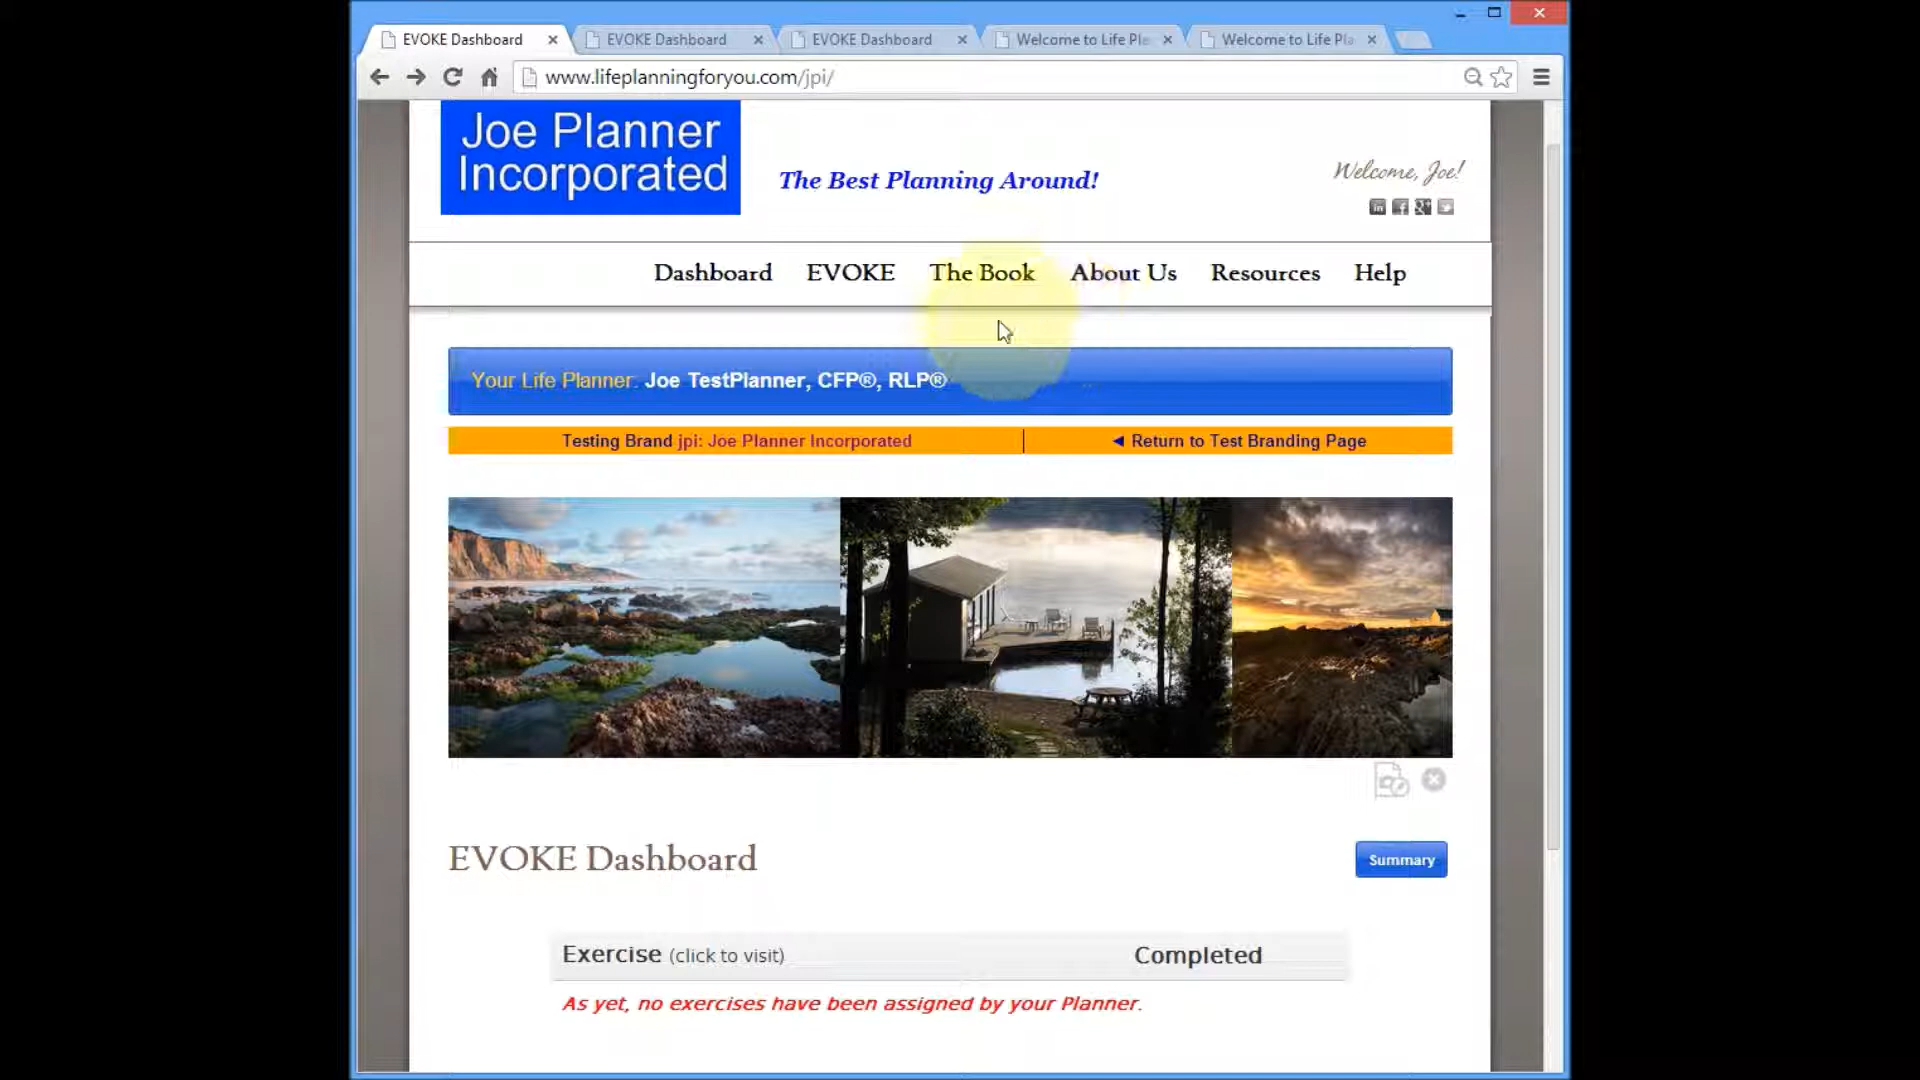 EVOKE Dashboard
EVOKE Dashboard
EVOKE Dashboard
Welcome to Life Ple
Welcome to Life Pla
www.lifeplanningforyou.com/jpi/
Joe Planner
Incorporated
The Best Planning Around!
Welcome, Joe!
Dashboard EVOKE The Book About Us Resources Help
Your Life Planner: Joe TestPlanner, CFP®, RLP®
Testing Brand jpi: Joe Planner Incorporated
◄ Return to Test Branding Page
EVOKE Dashboard
Summary
Exercise (click to visit) Completed
As yet, no exercises have been assigned by your Planner.